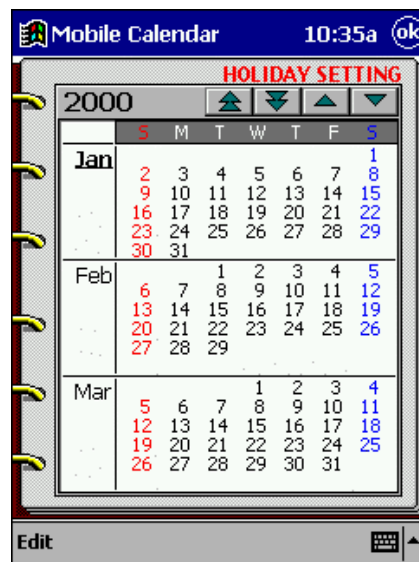 Mobile Calendar 10:35a ok
HOLIDAY SETTING
2000
S M T W T F S
Jan 1
2 3 4 5 6 7 8
9 10 11 12 13 14 15
16 17 18 19 20 21 22
23 24 25 26 27 28 29
30 31
Feb 1 2 3 4 5
6 7 8 9 10 11 12
13 14 15 16 17 18 19
20 21 22 23 24 25 26
27 28 29
Mar 1 2 3 4
5 6 7 8 9 10 11
12 13 14 15 16 17 18
19 20 21 22 23 24 25
26 27 28 29 30 31
Edit